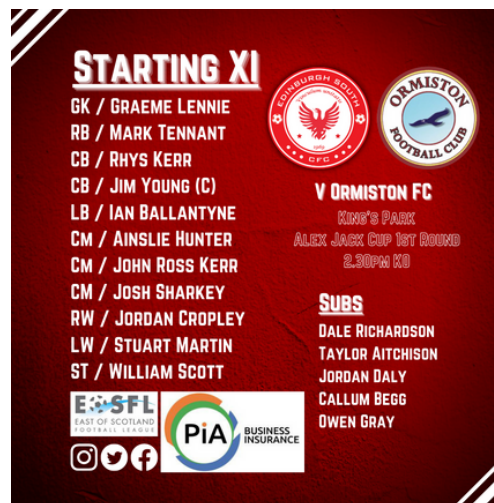 Starting XI
GK / Graeme Lennie
RB / Mark Tennant
CB / Rhys Kerr
CB / Jim Young (C)
LB / Ian Ballantyne
CM / Ainslie Hunter
CM / John Ross Kerr
CM / Josh Sharkey
RW / Jordan Cropley
LW / Stuart Martin
ST / William Scott
EOSFL
EAST OF SCOTLAND
FOOTBALL LEAGUE
PiA BUSINESS
INSURANCE
EDINBURGH SOUTH
CFC
ORMISTON
FOOTBALL CLUB
V Ormiston FC
King's Park
Alex Jack Cup 1st Round
2.30pm KO
Subs
Dale Richardson
Taylor Aitchison
Jordan Daly
Callum Begg
Owen Gray